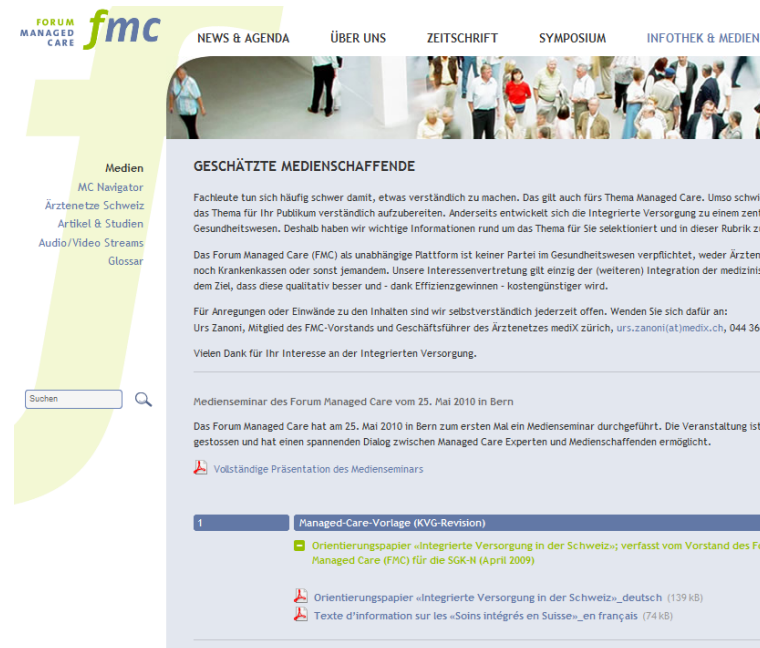 FORUM
MANAGED
CARE
fmc
NEWS & AGENDA ÜBER UNS ZEITSCHRIFT SYMPOSIUM INFOTHEK & MEDIEN
Medien
MC Navigator
Ärztenetze Schweiz
Artikel & Studien
Audio/Video Streams
Glossar
Suchen
GESCHÄTZTE MEDIENSCHAFFENDE
Fachleute tun sich häufig schwer damit, etwas verständlich zu machen. Das gilt auch fürs Thema Managed Care. Umso schwi
das Thema für Ihr Publikum verständlich aufzubereiten. Anderseits entwickelt sich die Integrierte Versorgung zu einem zent
Gesundheitswesen. Deshalb haben wir wichtige Informationen rund um das Thema für Sie selektioniert und in dieser Rubrik z
Das Forum Managed Care (FMC) als unabhängige Plattform ist keiner Partei im Gesundheitswesen verpflichtet, weder Ärzten
noch Krankenkassen oder sonst jemandem. Unsere Interessenvertretung gilt einzig der (weiteren) Integration der medizinis
dem Ziel, dass diese qualitativ besser und - dank Effizienzgewinnen - kostengünstiger wird.
Für Anregungen oder Einwände zu den Inhalten sind wir selbstverständlich jederzeit offen. Wenden Sie sich dafür an:
Urs Zanoni, Mitglied des FMC-Vorstands und Geschäftsführer des Ärztenetzes mediX zürich, urs.zanoni(at)medix.ch, 044 36
Vielen Dank für Ihr Interesse an der Integrierten Versorgung.
Medienseminar des Forum Managed Care vom 25. Mai 2010 in Bern
Das Forum Managed Care hat am 25. Mai 2010 in Bern zum ersten Mal ein Medienseminar durchgeführt. Die Veranstaltung ist
gestossen und hat einen spannenden Dialog zwischen Managed Care Experten und Medienschaffenden ermöglicht.
Vollständige Präsentation des Medienseminars
1 Managed-Care-Vorlage (KVG-Revision)
Orientierungspapier «Integrierte Versorgung in der Schweiz»; verfasst vom Vorstand des F
Managed Care (FMC) für die SGK-N (April 2009)
Orientierungspapier «Integrierte Versorgung in der Schweiz»_deutsch (139 kB)
Texte d'information sur les «Soins intégrés en Suisse»_en français (74 kB)